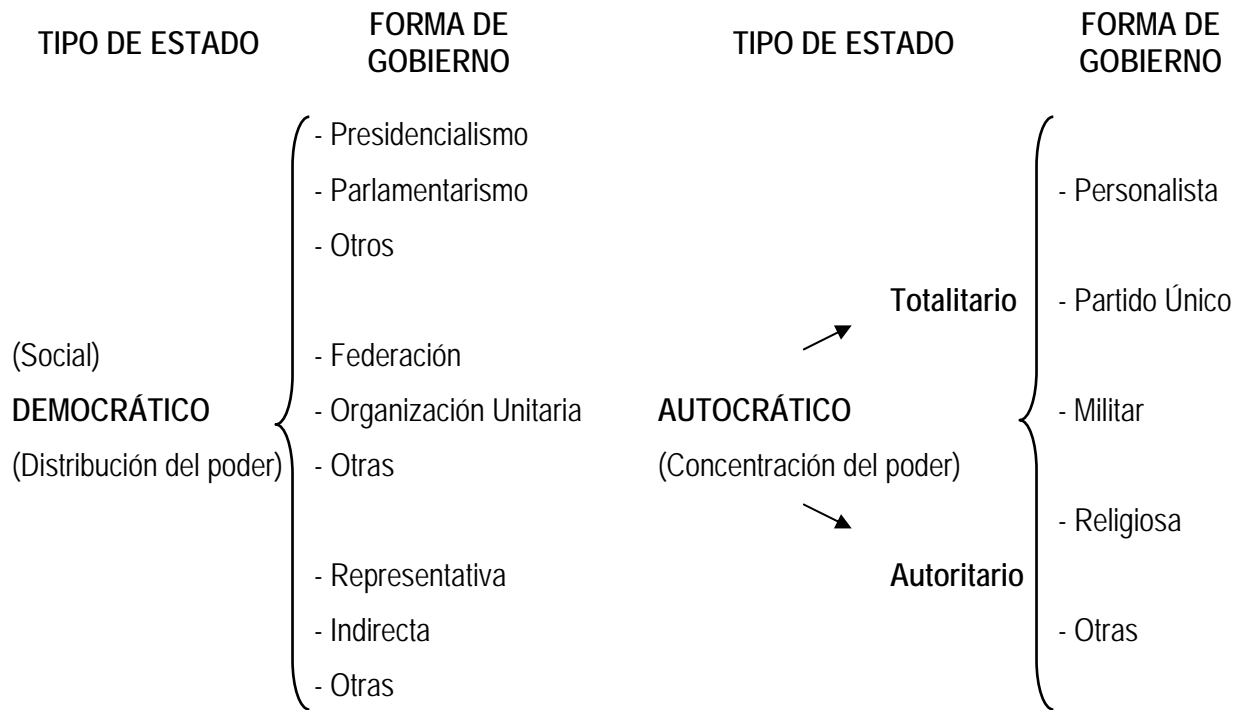 TIPO DE ESTADO
FORMA DE
GOBIERNO
- Presidencialismo
- Parlamentarismo
- Otros
(Social)
- Federación
DEMOCRÁTICO
- Organización Unitaria
(Distribución del poder)
- Otras
- Representativa
- Indirecta
- Otras
TIPO DE ESTADO
FORMA DE
GOBIERNO
- Personalista
Totalitario
- Partido Único
AUTOCRÁTICO
- Militar
(Concentración del poder)
- Religiosa
Autoritario
- Otras